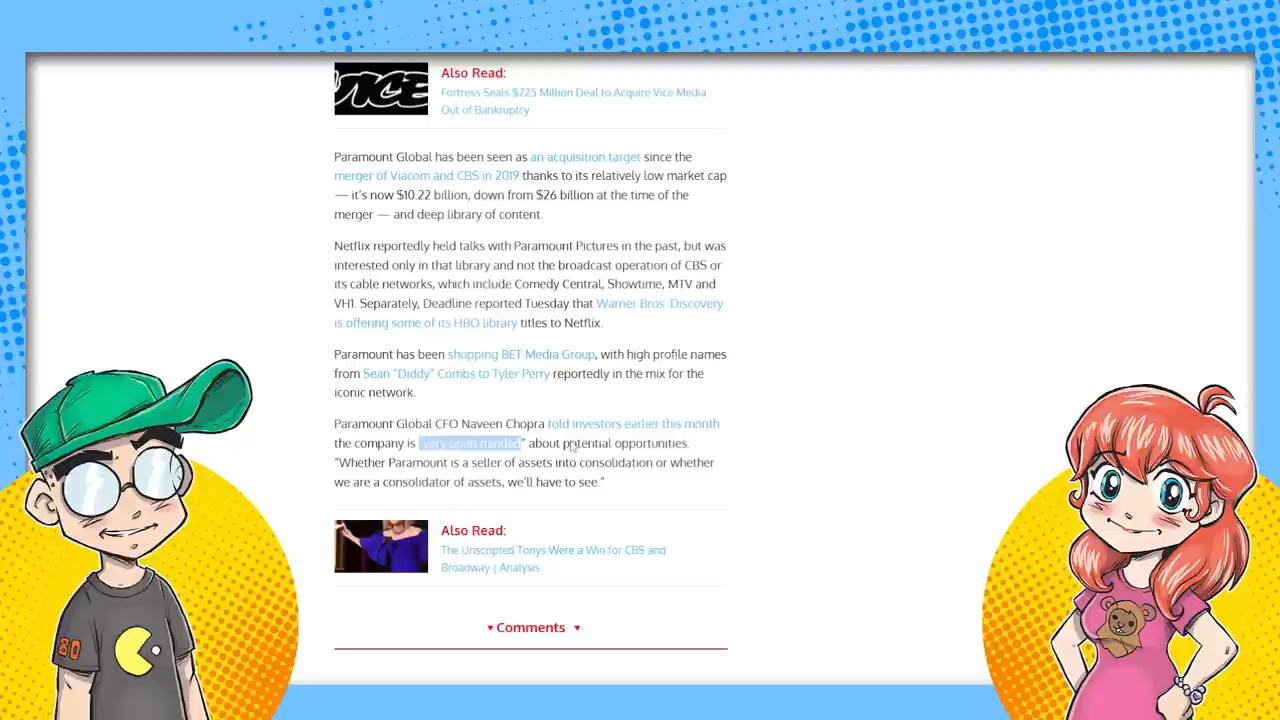 VICE
Also Read:
Fortress Seals $225 Million Deal to Acquire Vice Media
Out of Bankruptcy
Paramount Global has been seen as an acquisition target since the
merger of Viacom and CBS in 2019 thanks to its relatively low market cap
— it's now $10.22 billion, down from $26 billion at the time of the
merger — and deep library of content.
Netflix reportedly held talks with Paramount Pictures in the past, but was
interested only in that library and not the broadcast operation of CBS or
its cable networks, which include Comedy Central, Showtime, MTV and
VH1. Separately, Deadline reported Tuesday that Warner Bros. Discovery
is offering some of its HBO library titles to Netflix.
Paramount has been shopping BET Media Group, with high profile names
from Sean "Diddy" Combs to Tyler Perry reportedly in the mix for the
iconic network.
Paramount Global CFO Naveen Chopra told investors earlier this month
the company is "very open minded" about potential opportunities.
"Whether Paramount is a seller of assets into consolidation or whether
we are a consolidator of assets, we'll have to see."
Also Read:
The Unscripted Tonys Were a Win for CBS and
Broadway | Analysis
Comments
80